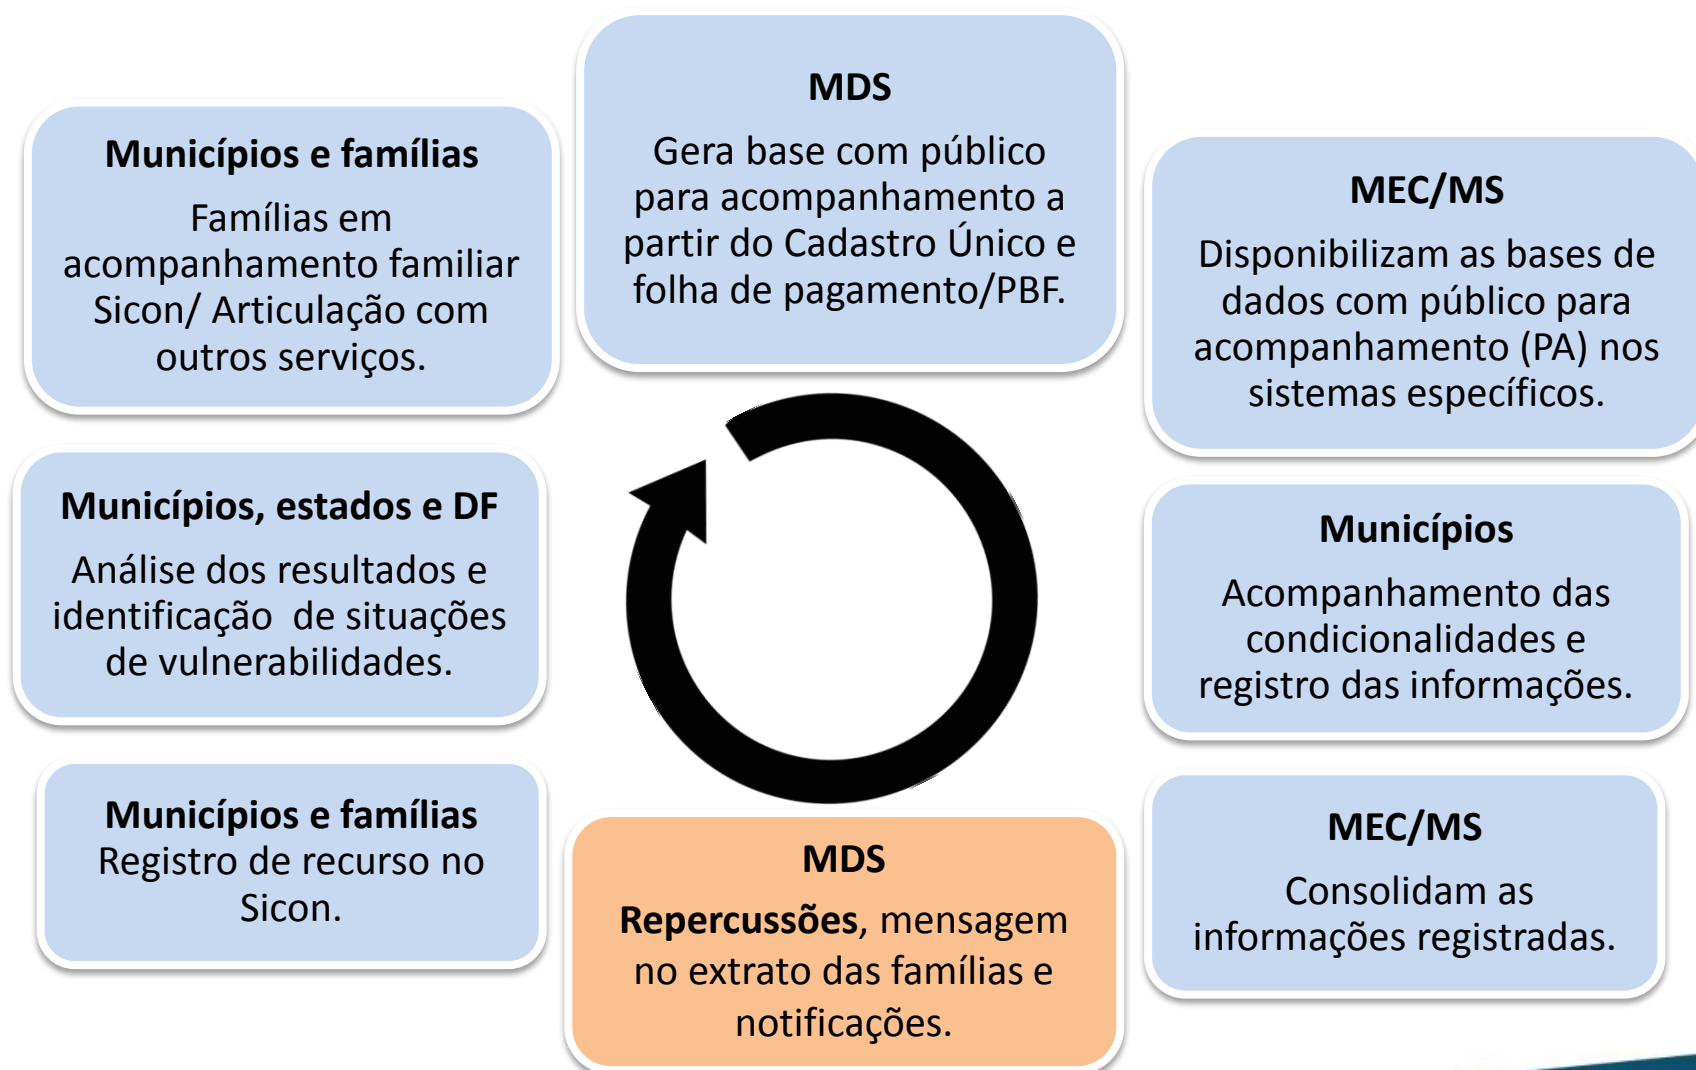 MDS
Gera base com público
para acompanhamento a
partir do Cadastro Único e
folha de pagamento/PBF.
MEC/MS
Disponibilizam as bases de
dados com público para
acompanhamento (PA) nos
sistemas específicos.
Municípios
Acompanhamento das
condicionalidades e
registro das informações.
MEC/MS
Consolidam as
informações registradas.
MDS
Repercussões, mensagem
no extrato das famílias e
notificações.
Municípios e famílias
Registro de recurso no
Sicon.
Municípios, estados e DF
Análise dos resultados e
identificação de situações
de vulnerabilidades.
Municípios e famílias
Famílias em
acompanhamento familiar
Sicon/ Articulação com
outros serviços.